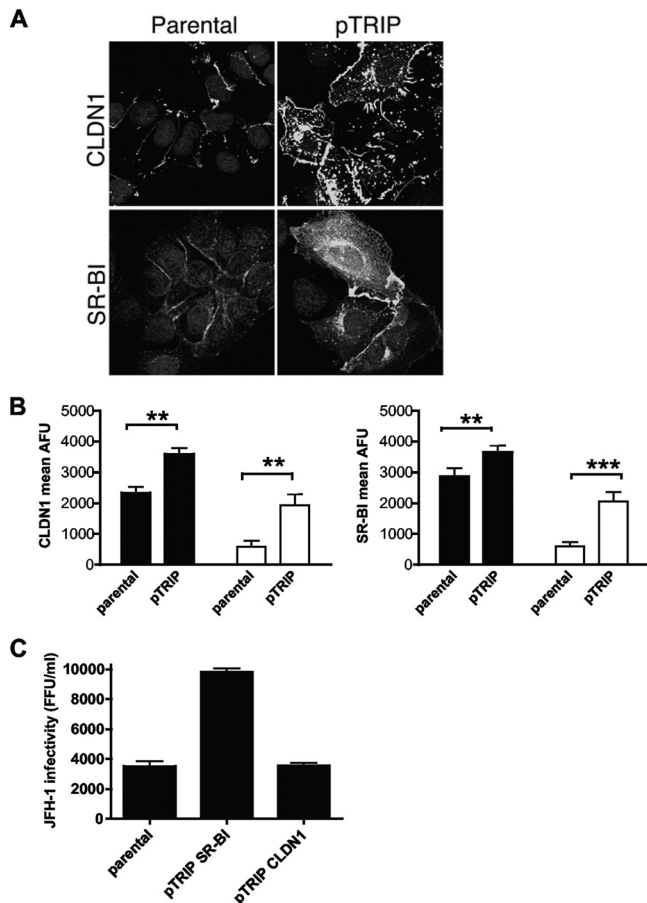 A
Parental pTRIP
CLDN1
SR-BI
B
CLDN1 mean AFU
5000
4000
3000
2000
1000
0
**
**
parental pTRIP parental pTRIP
SR-BI mean AFU
5000
4000
3000
2000
1000
0
**
***
parental pTRIP parental pTRIP
C
JFH-1 infectivity (FFU/ml)
10000
8000
6000
4000
2000
0
parental pTRIP SR-BI pTRIP CLDN1